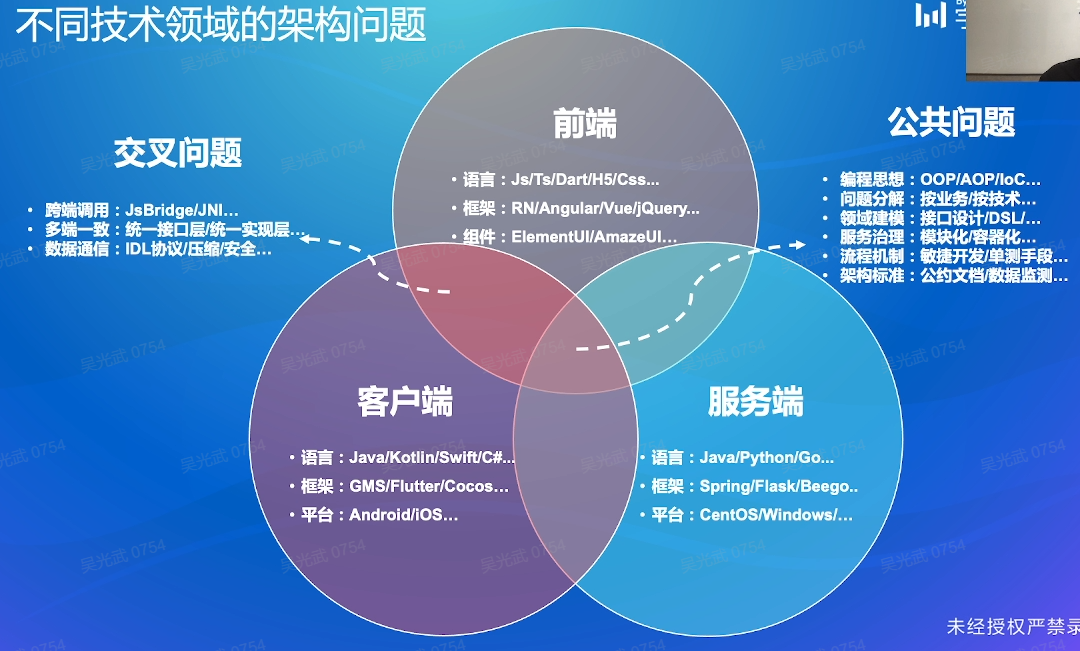 不同技术领域的架构问题
前端
• 语言：Js/Ts/Dart/H5/Css...
• 框架：RN/Angular/Vue/jQuery...
• 组件：ElementUI/AmazeUI...
交叉问题
• 跨端调用：JsBridge/JNI...
• 多端一致：统一接口层/统一实现层...
• 数据通信：IDL协议/压缩/安全...
公共问题
• 编程思想：OOP/AOP/IoC...
• 问题分解：按业务/按技术...
• 领域建模：接口设计/DSL/...
• 服务治理：模块化/容器化...
• 流程机制：敏捷开发/单测手段...
• 架构标准：公约文档/数据监测...
客户端
• 语言：Java/Kotlin/Swift/C#...
• 框架：GMS/Flutter/Cocos...
• 平台：Android/iOS...
服务端
• 语言：Java/Python/Go...
• 框架：Spring/Flask/Beego..
• 平台：CentOS/Windows/...
未经授权严禁录
吴光武 0754